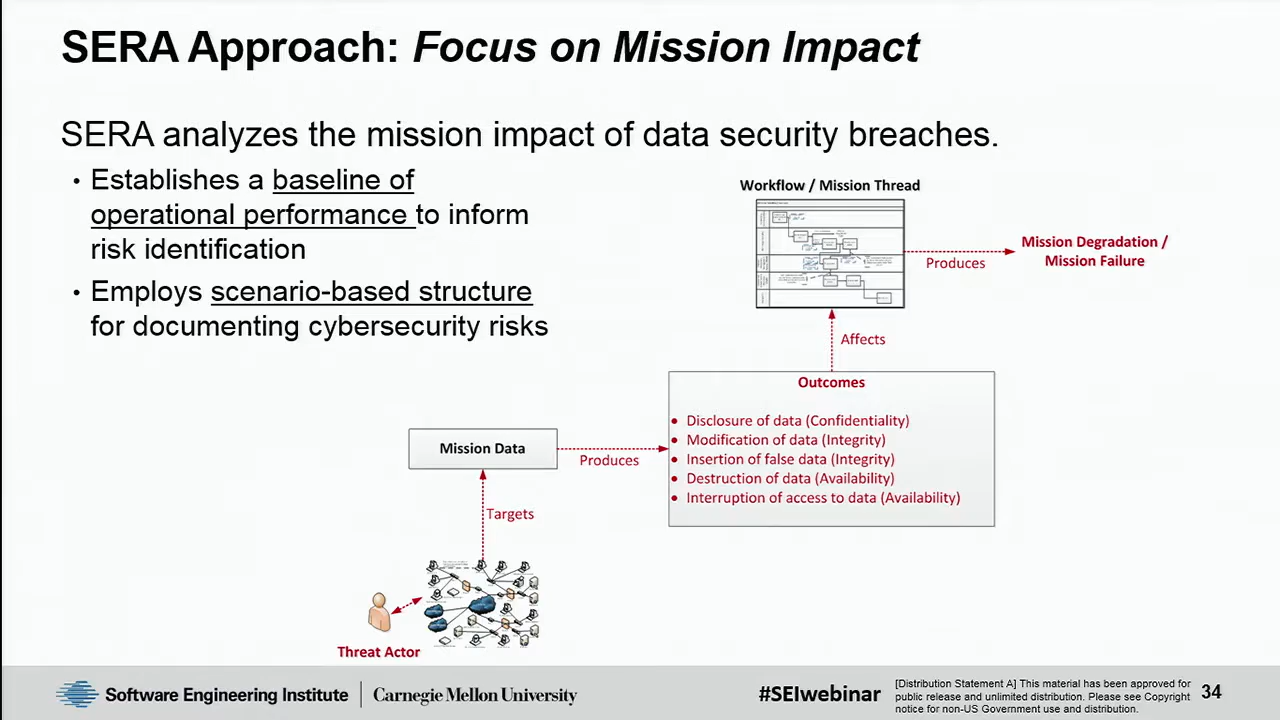 SERA Approach: Focus on Mission Impact
SERA analyzes the mission impact of data security breaches.
• Establishes a baseline of
operational performance to inform
risk identification
• Employs scenario-based structure
for documenting cybersecurity risks
Workflow / Mission Thread
Produces
Mission Degradation /
Mission Failure
Affects
Outcomes
• Disclosure of data (Confidentiality)
• Modification of data (Integrity)
• Insertion of false data (Integrity)
• Destruction of data (Availability)
• Interruption of access to data (Availability)
Mission Data
Produces
Targets
Threat Actor
Software Engineering Institute
Carnegie Mellon University
#SEIwebinar
[Distribution Statement A] This material has been approved for
public release and unlimited distribution. Please see Copyright
notice for non-US Government use and distribution.
34